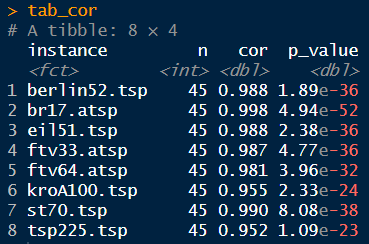 > tab_cor
# A tibble: 8 × 4
  instance         n   cor  p_value
  <fct>        <int> <dbl>    <dbl>
1 berlin52.tsp    45 0.988 1.89e-36
2 br17.atsp       45 0.998 4.94e-52
3 eil51.tsp       45 0.988 2.38e-36
4 ftv33.atsp      45 0.987 4.77e-36
5 ftv64.atsp      45 0.981 3.96e-32
6 kroA100.tsp     45 0.955 2.33e-24
7 st70.tsp        45 0.990 8.08e-38
8 tsp225.tsp      45 0.952 1.09e-23